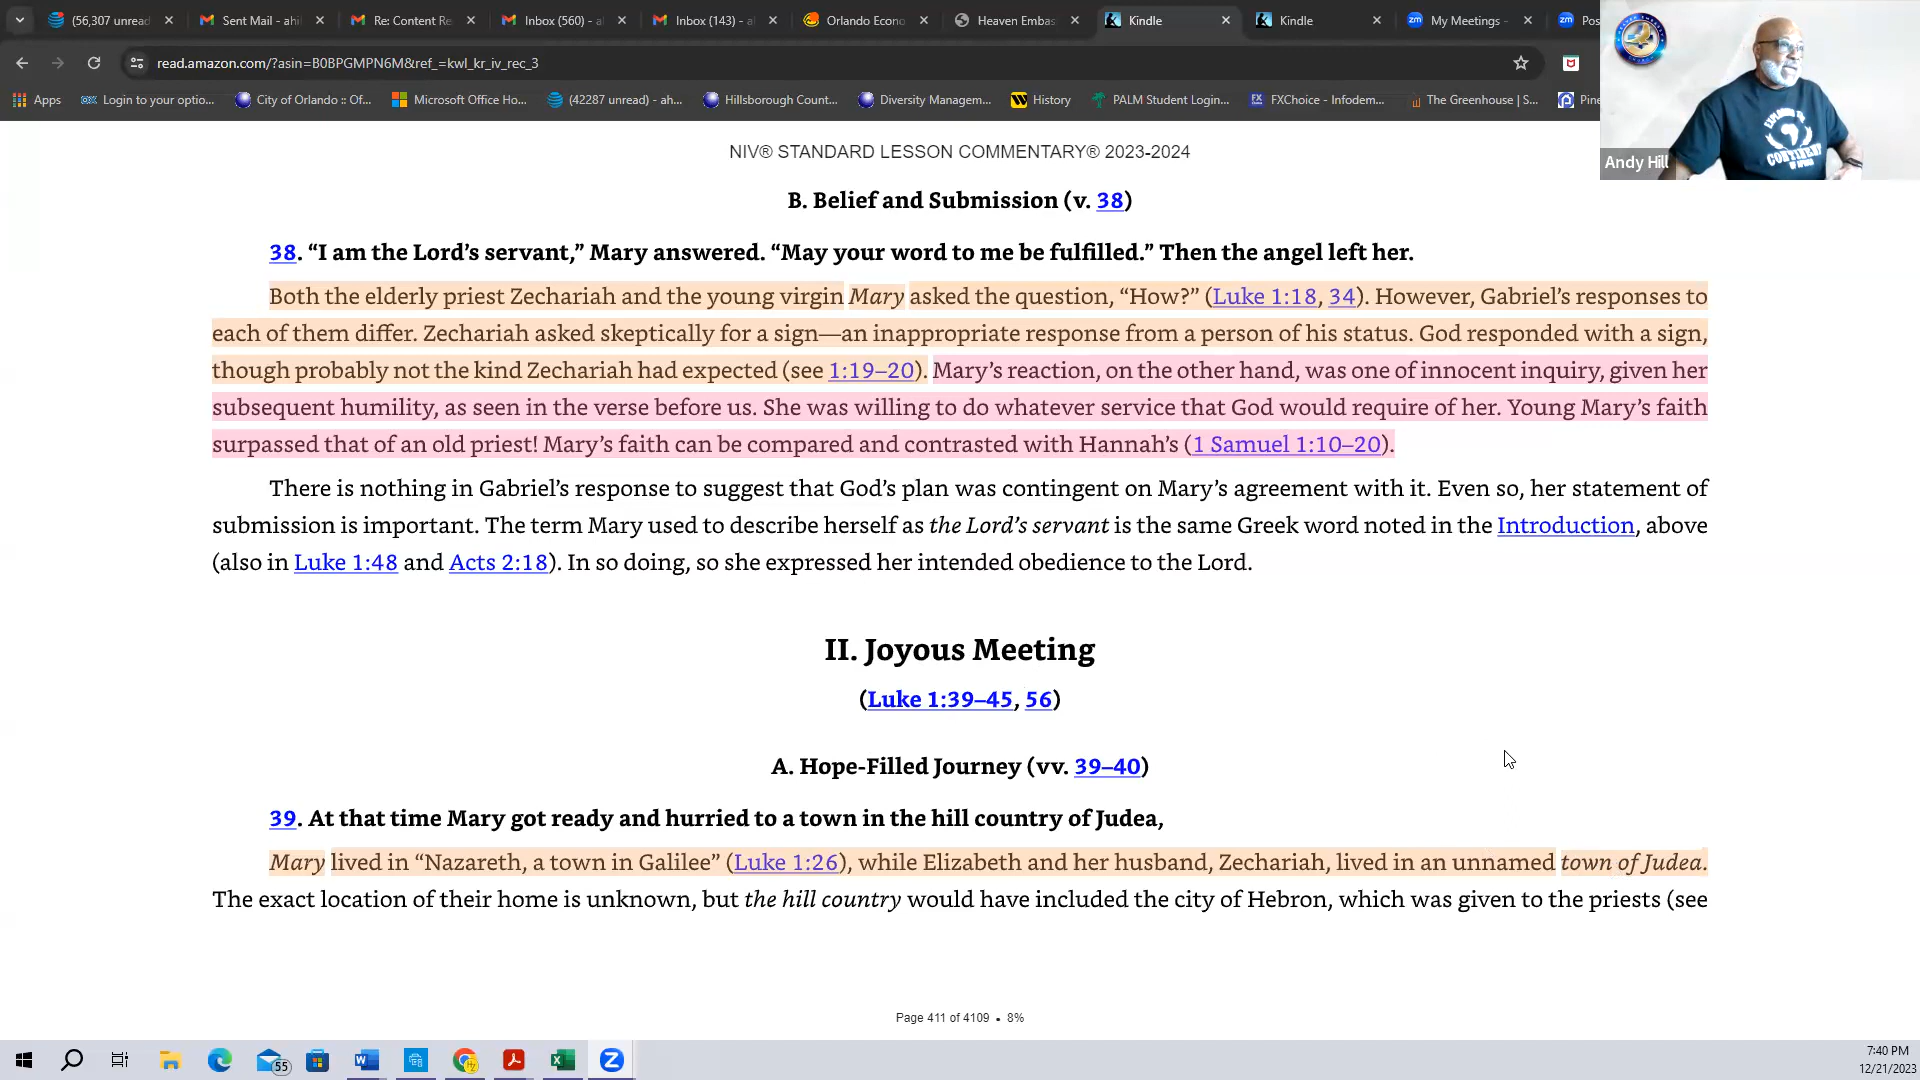 (56,307 unread
Sent Mail - ahi
Re: Content Re
Inbox (560) - a
Inbox (143) - a
Orlando Econo
Heaven Embas
Kindle
Kindle
My Meetings -
Pos
read.amazon.com/?asin=B0BPGMPN6M&ref_=kwl_kr_iv_rec_3
Apps
Login to your optio...
City of Orlando :: Of...
Microsoft Office Ho...
(42287 unread) - ah...
Hillsborough Count...
Diversity Managem...
History
PALM Student Login...
FXChoice - Infodem...
The Greenhouse | S...
Pine
CONTINENT
Andy Hill
NIV® STANDARD LESSON COMMENTARY® 2023-2024
B. Belief and Submission (v. 38)
38. “I am the Lord’s servant,” Mary answered. “May your word to me be fulfilled.” Then the angel left her.
Both the elderly priest Zechariah and the young virgin Mary asked the question, “How?” (Luke 1:18, 34). However, Gabriel’s responses to
each of them differ. Zechariah asked skeptically for a sign—an inappropriate response from a person of his status. God responded with a sign,
though probably not the kind Zechariah had expected (see 1:19–20). Mary’s reaction, on the other hand, was one of innocent inquiry, given her
subsequent humility, as seen in the verse before us. She was willing to do whatever service that God would require of her. Young Mary’s faith
surpassed that of an old priest! Mary’s faith can be compared and contrasted with Hannah’s (1 Samuel 1:10–20).
There is nothing in Gabriel’s response to suggest that God’s plan was contingent on Mary’s agreement with it. Even so, her statement of
submission is important. The term Mary used to describe herself as the Lord’s servant is the same Greek word noted in the Introduction, above
(also in Luke 1:48 and Acts 2:18). In so doing, so she expressed her intended obedience to the Lord.
II. Joyous Meeting
(Luke 1:39–45, 56)
A. Hope-Filled Journey (vv. 39–40)
39. At that time Mary got ready and hurried to a town in the hill country of Judea,
Mary lived in “Nazareth, a town in Galilee” (Luke 1:26), while Elizabeth and her husband, Zechariah, lived in an unnamed town of Judea.
The exact location of their home is unknown, but the hill country would have included the city of Hebron, which was given to the priests (see
Page 411 of 4109 • 8%
55
7:40 PM
12/21/2023